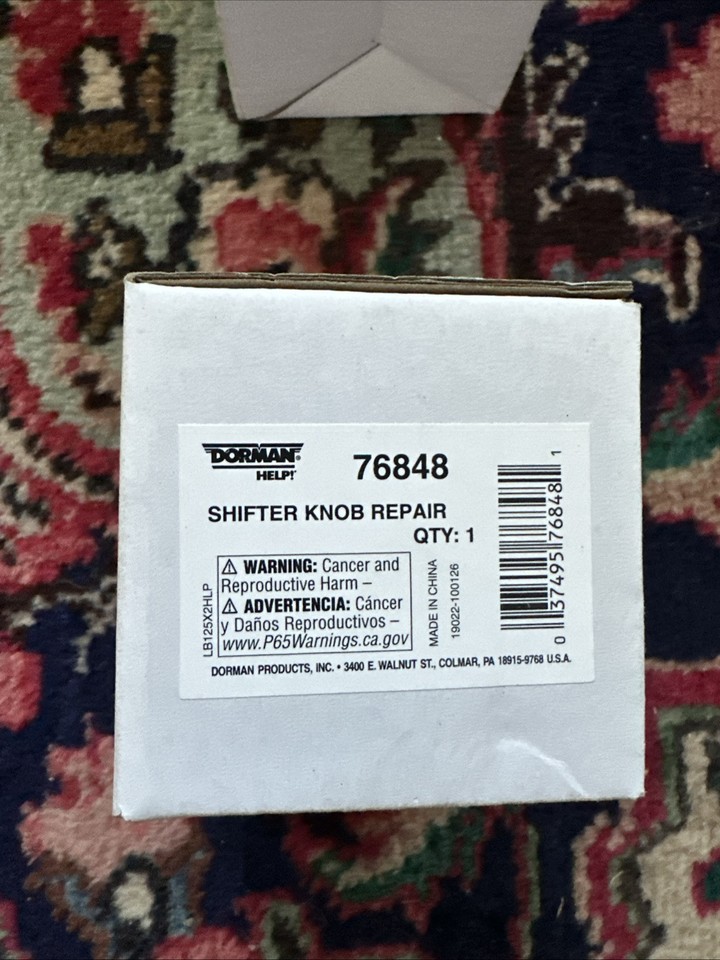 DORMAN®
HELP!®
76848
SHIFTER KNOB REPAIR
QTY: 1
⚠ WARNING: Cancer and
Reproductive Harm –
⚠ ADVERTENCIA: Cáncer
y Daños Reproductivos –
www.P65Warnings.ca.gov
LB125X2HLP
MADE IN CHINA
19022-100126
0 37495 76848 1
DORMAN PRODUCTS, INC. • 3400 E. WALNUT ST., COLMAR, PA 18915-9768 U.S.A.